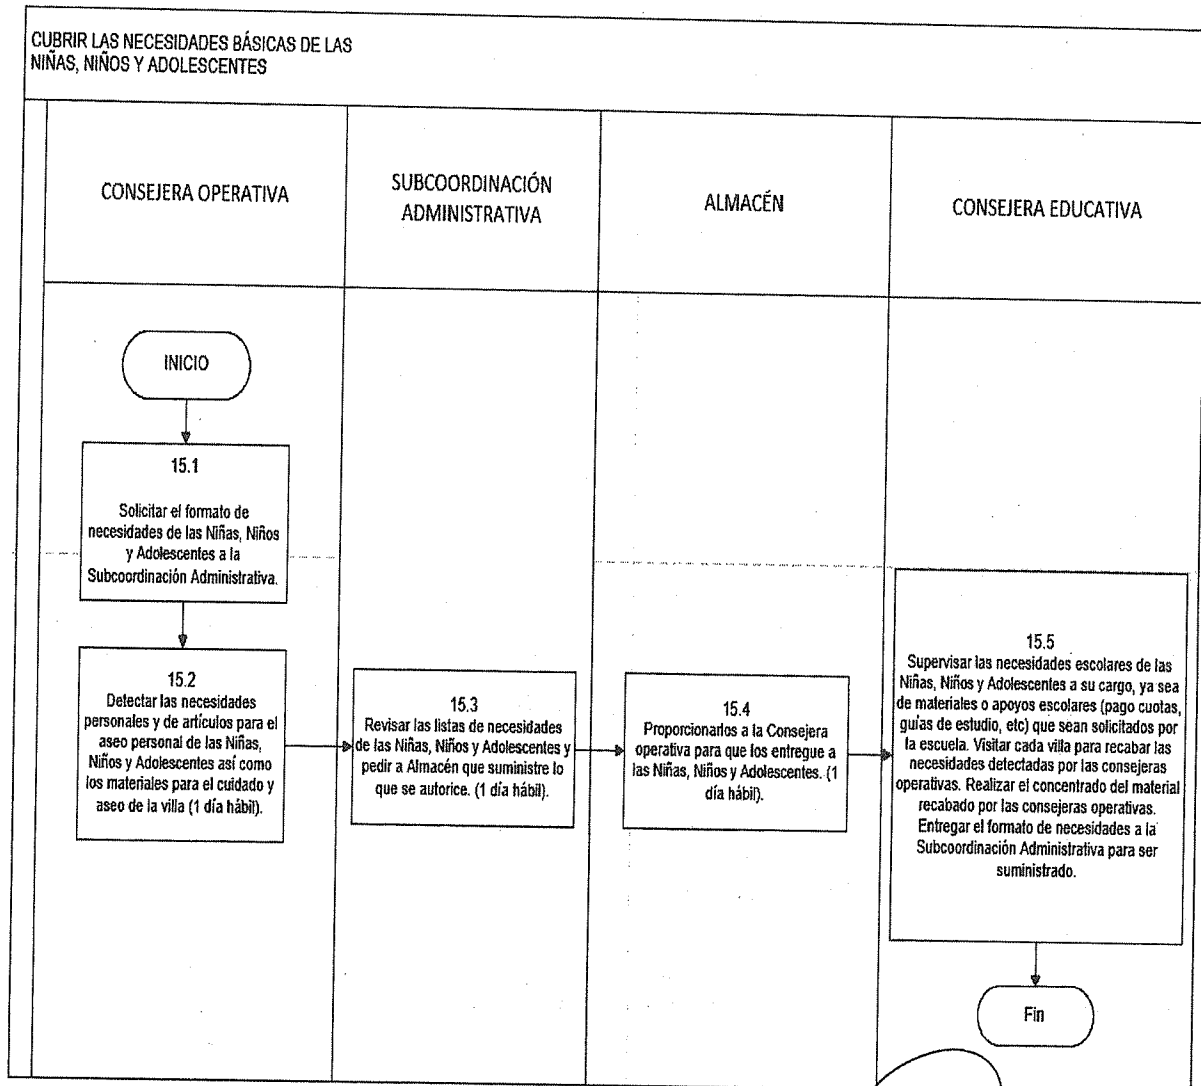 CUBRIR LAS NECESIDADES BÁSICAS DE LAS
NIÑAS, NIÑOS Y ADOLESCENTES
CONSEJERA OPERATIVA
SUBCOORDINACIÓN
ADMINISTRATIVA
ALMACÉN
CONSEJERA EDUCATIVA
INICIO
15.1
Solicitar el formato de
necesidades de las Niñas, Niños
y Adolescentes a la
Subcoordinación Administrativa.
15.2
Detectar las necesidades
personales y de artículos para el
aseo personal de las Niñas,
Niños y Adolescentes así como
los materiales para el cuidado y
aseo de la villa (1 día hábil).
15.3
Revisar las listas de necesidades
de las Niñas, Niños y Adolescentes y
pedir a Almacén que suministre lo
que se autorice. (1 día hábil).
15.4
Proporcionarlos a la Consejera
operativa para que los entregue a
las Niñas, Niños y Adolescentes. (1
día hábil).
15.5
Supervisar las necesidades escolares de las
Niñas, Niños y Adolescentes a su cargo, ya sea
de materiales o apoyos escolares (pago cuotas,
guías de estudio, etc) que sean solicitados por
la escuela. Visitar cada villa para recabar las
necesidades detectadas por las consejeras
operativas. Realizar el concentrado del material
recabado por las consejeras operativas.
Entregar el formato de necesidades a la
Subcoordinación Administrativa para ser
suministrado.
Fin